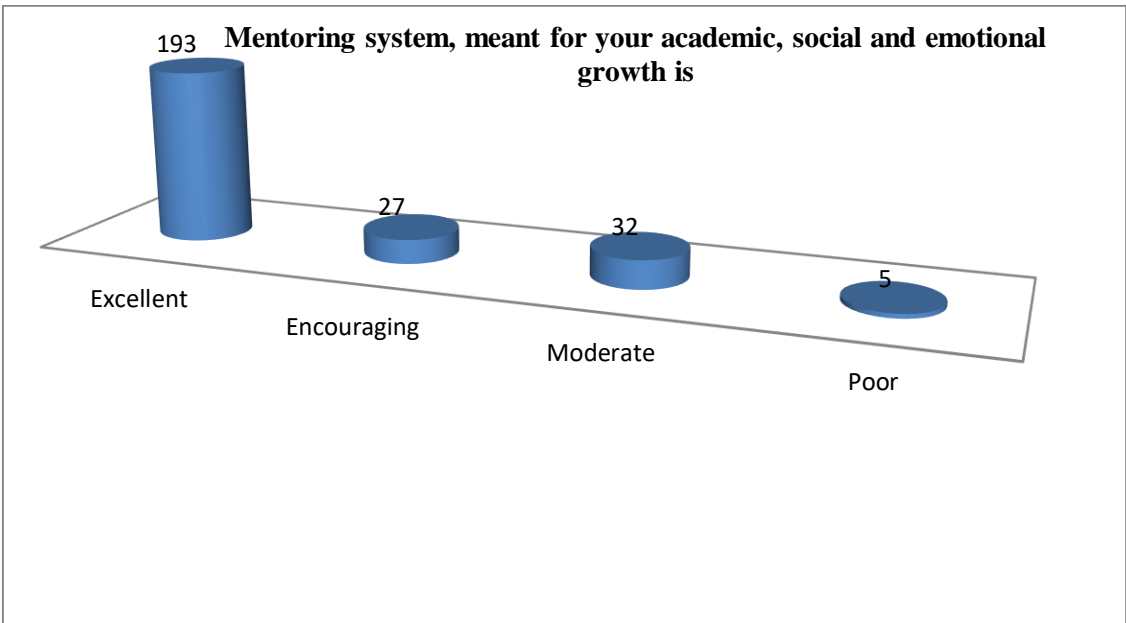 Mentoring system, meant for your academic, social and emotional
growth is
193
27
32
5
Excellent
Encouraging
Moderate
Poor